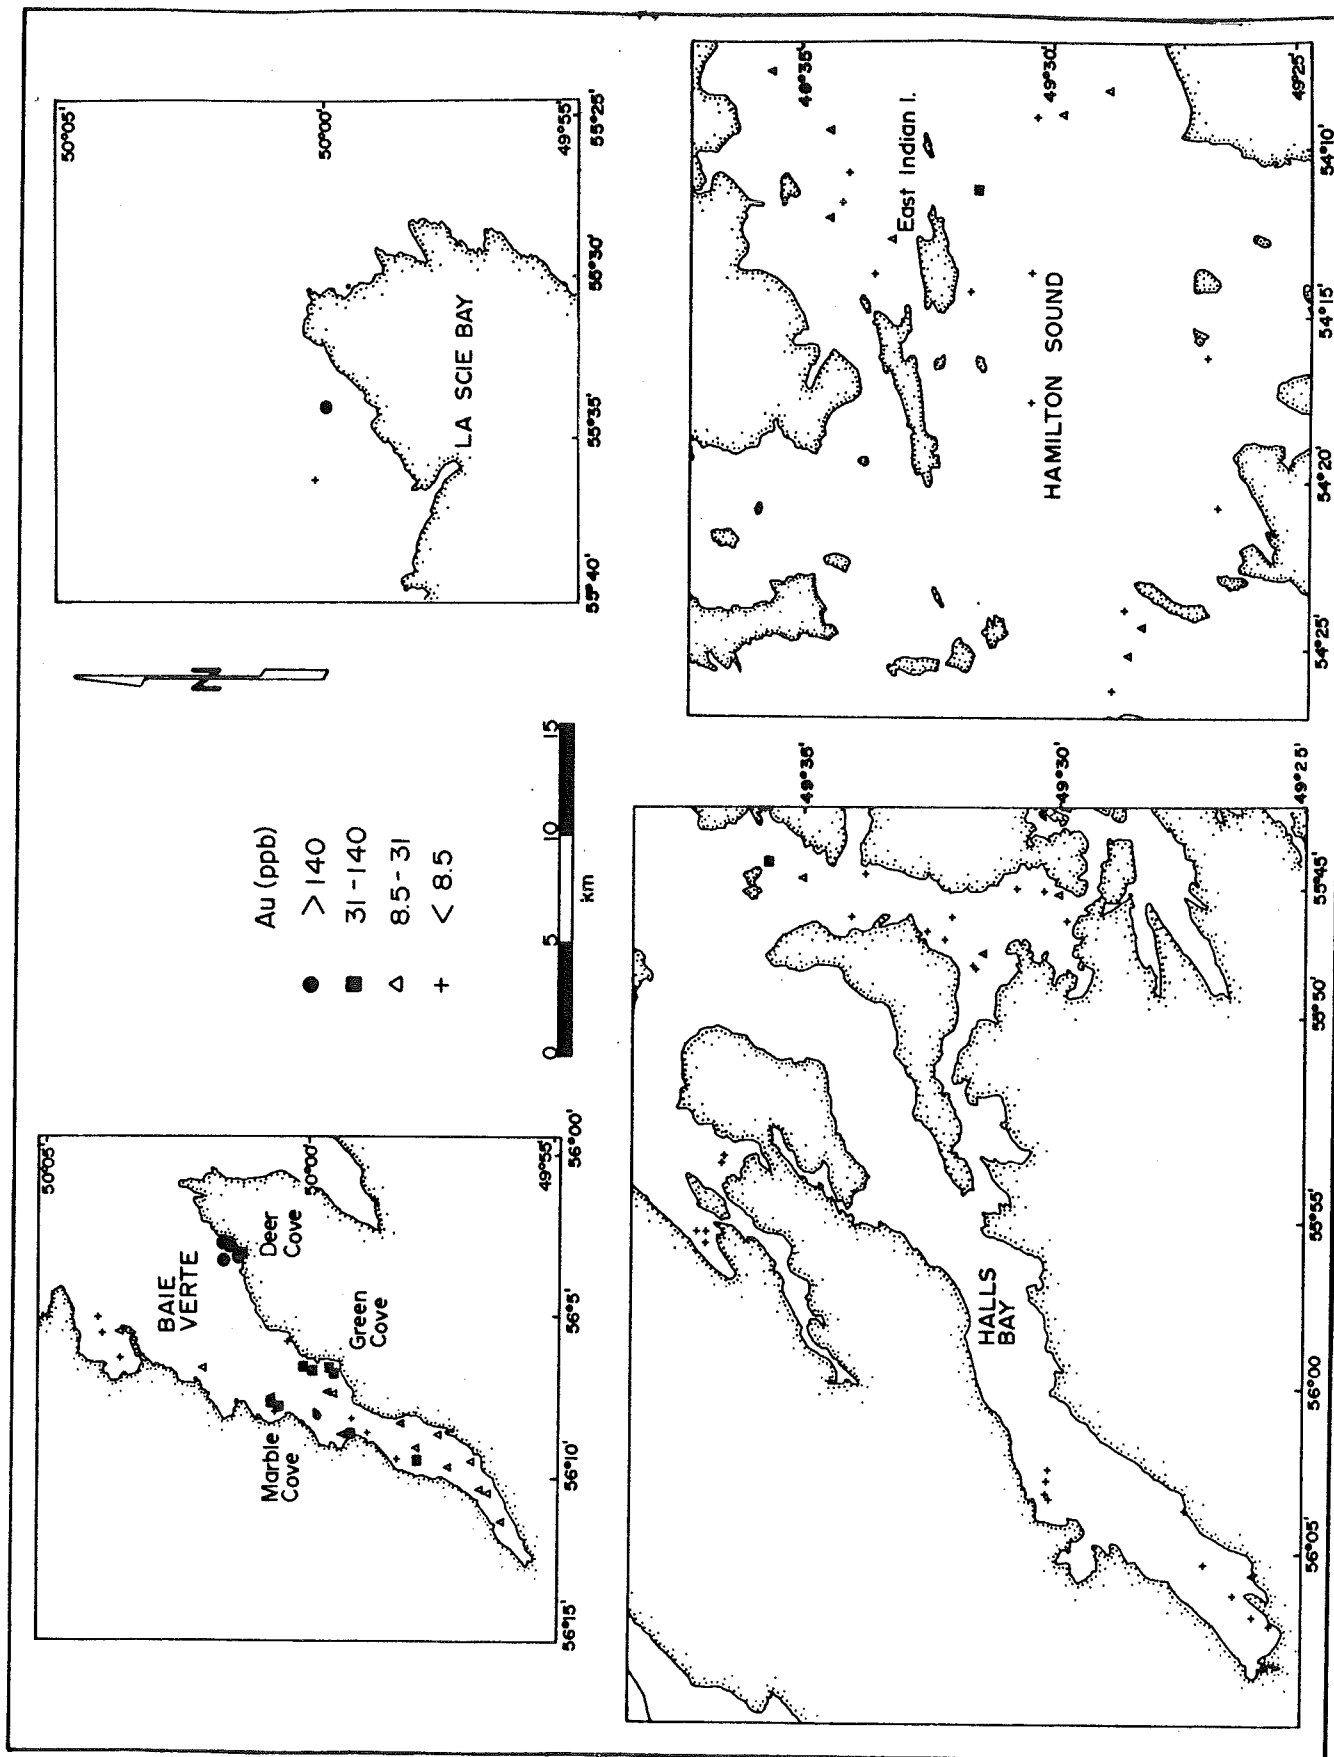 50°05'
50°00'
49°55'
56°15'
56°10'
56°5'
56°00'
BAIE
VERTE
Deer
Cove
Green
Cove
Marble
Cove
Au (ppb)
● > 140
■ 31 - 140
△ 8.5 - 31
+ < 8.5
0 5 10 15
km
N
50°05'
50°00'
49°55'
55°40'
55°35'
55°30'
55°25'
LA SCIE BAY
49°35'
49°30'
49°25'
56°05'
56°00'
55°55'
55°50'
55°45'
HALLS
BAY
49°35'
49°30'
49°25'
54°25'
54°20'
54°15'
54°10'
East Indian I.
HAMILTON SOUND